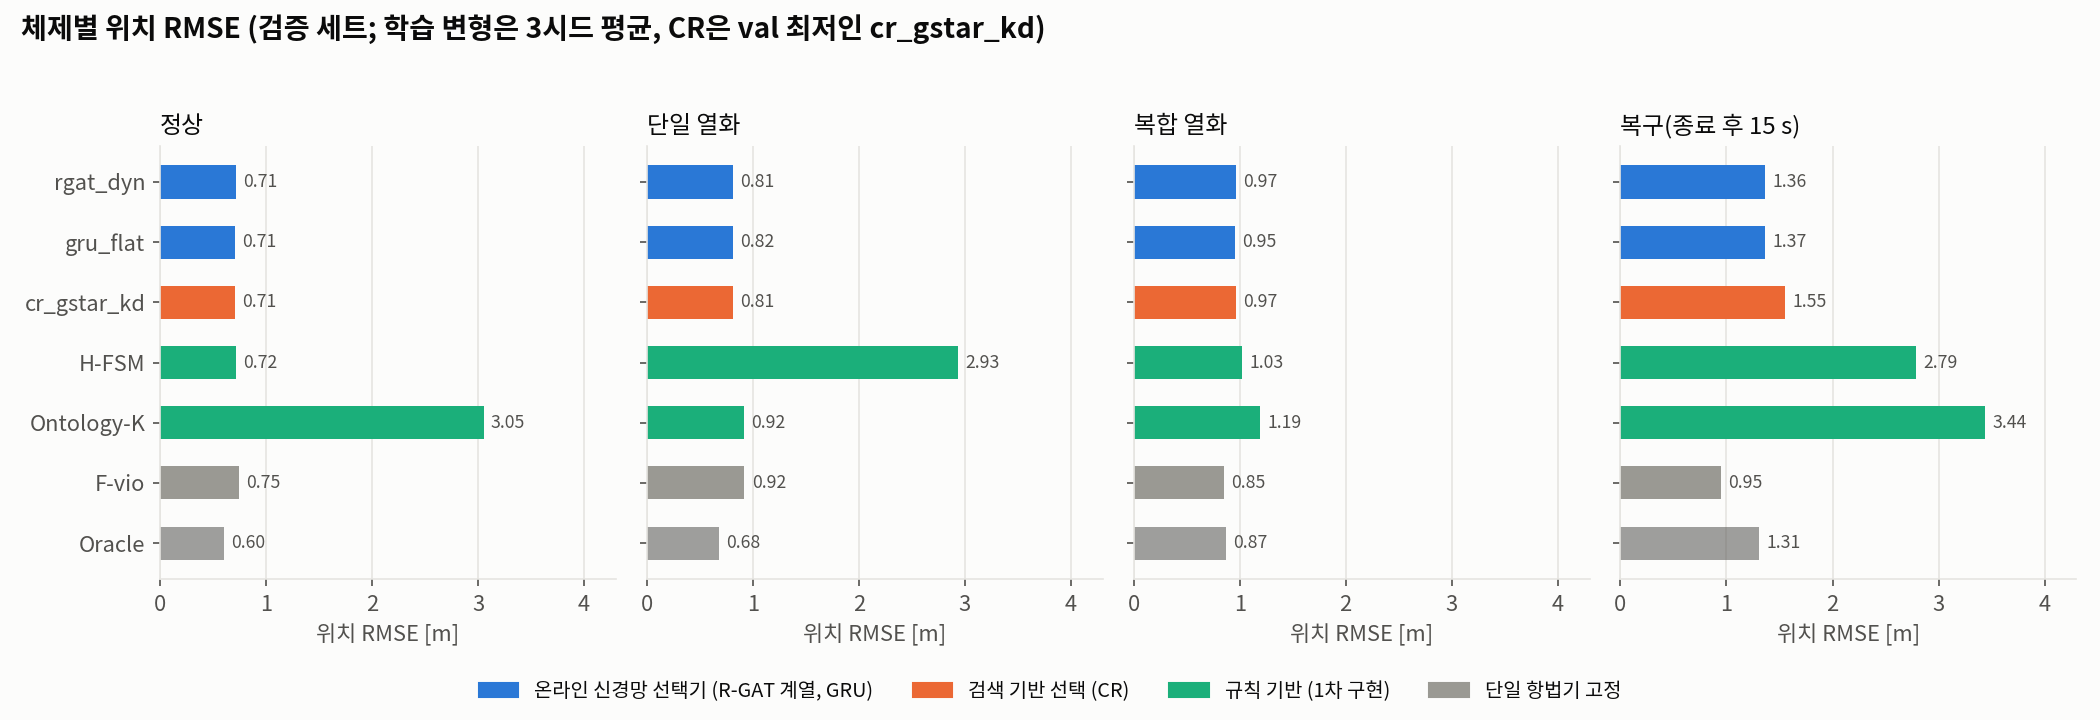 체제별 위치 RMSE (검증 세트; 학습 변형은 3시드 평균, CR은 val 최저인 cr_gstar_kd)
정상
단일 열화
복합 열화
복구(종료 후 15 s)
rgat_dyn 0.71 0.81 0.97 1.36
gru_flat 0.71 0.82 0.95 1.37
cr_gstar_kd 0.71 0.81 0.97 1.55
H-FSM 0.72 2.93 1.03 2.79
Ontology-K 3.05 0.92 1.19 3.44
F-vio 0.75 0.92 0.85 0.95
Oracle 0.60 0.68 0.87 1.31
0 1 2 3 4 0 1 2 3 4 0 1 2 3 4 0 1 2 3 4
위치 RMSE [m] 위치 RMSE [m] 위치 RMSE [m] 위치 RMSE [m]
온라인 신경망 선택기 (R-GAT 계열, GRU) 검색 기반 선택 (CR) 규칙 기반 (1차 구현) 단일 항법기 고정